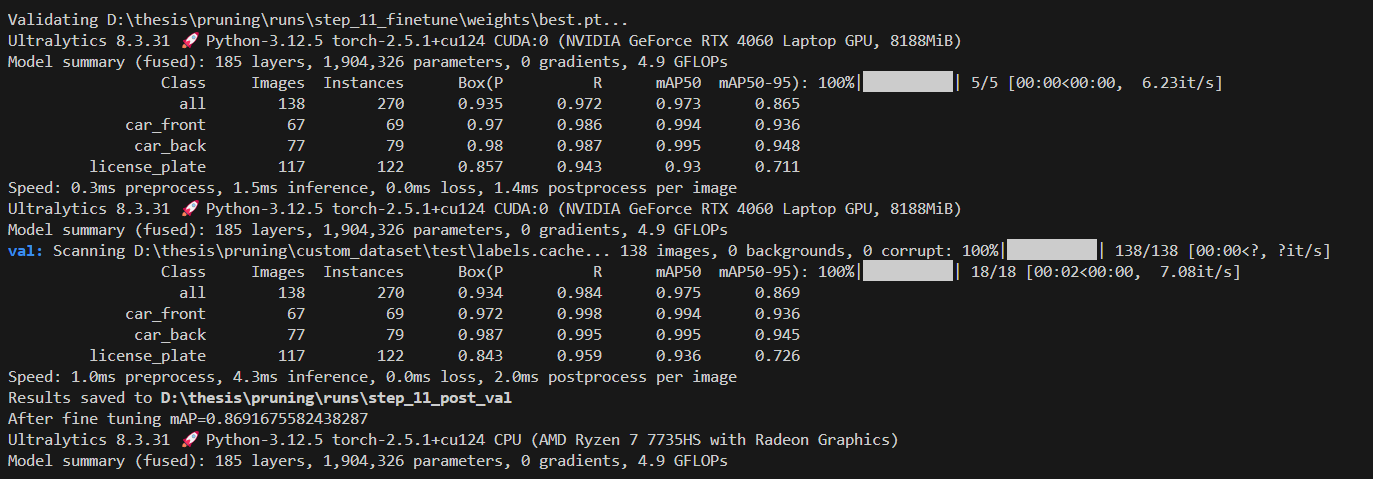 Validating D:\thesis\pruning\runs\step_11_finetune\weights\best.pt...
Ultralytics 8.3.31 🚀 Python-3.12.5 torch-2.5.1+cu124 CUDA:0 (NVIDIA GeForce RTX 4060 Laptop GPU, 8188MiB)
Model summary (fused): 185 layers, 1,904,326 parameters, 0 gradients, 4.9 GFLOPs
Class Images Instances Box(P R mAP50 mAP50-95): 100%|██████████| 5/5 [00:00<00:00, 6.23it/s]
all 138 270 0.935 0.972 0.973 0.865
car_front 67 69 0.97 0.986 0.994 0.936
car_back 77 79 0.98 0.987 0.995 0.948
license_plate 117 122 0.857 0.943 0.93 0.711
Speed: 0.3ms preprocess, 1.5ms inference, 0.0ms loss, 1.4ms postprocess per image
Ultralytics 8.3.31 🚀 Python-3.12.5 torch-2.5.1+cu124 CUDA:0 (NVIDIA GeForce RTX 4060 Laptop GPU, 8188MiB)
Model summary (fused): 185 layers, 1,904,326 parameters, 0 gradients, 4.9 GFLOPs
val: Scanning D:\thesis\pruning\custom_dataset\test\labels.cache... 138 images, 0 backgrounds, 0 corrupt: 100%|██████████| 138/138 [00:00<?, ?it/s]
Class Images Instances Box(P R mAP50 mAP50-95): 100%|██████████| 18/18 [00:02<00:00, 7.08it/s]
all 138 270 0.934 0.984 0.975 0.869
car_front 67 69 0.972 0.998 0.994 0.936
car_back 77 79 0.987 0.995 0.995 0.945
license_plate 117 122 0.843 0.959 0.936 0.726
Speed: 1.0ms preprocess, 4.3ms inference, 0.0ms loss, 2.0ms postprocess per image
Results saved to D:\thesis\pruning\runs\step_11_post_val
After fine tuning mAP=0.8691675582438287
Ultralytics 8.3.31 🚀 Python-3.12.5 torch-2.5.1+cu124 CPU (AMD Ryzen 7 7735HS with Radeon Graphics)
Model summary (fused): 185 layers, 1,904,326 parameters, 0 gradients, 4.9 GFLOPs